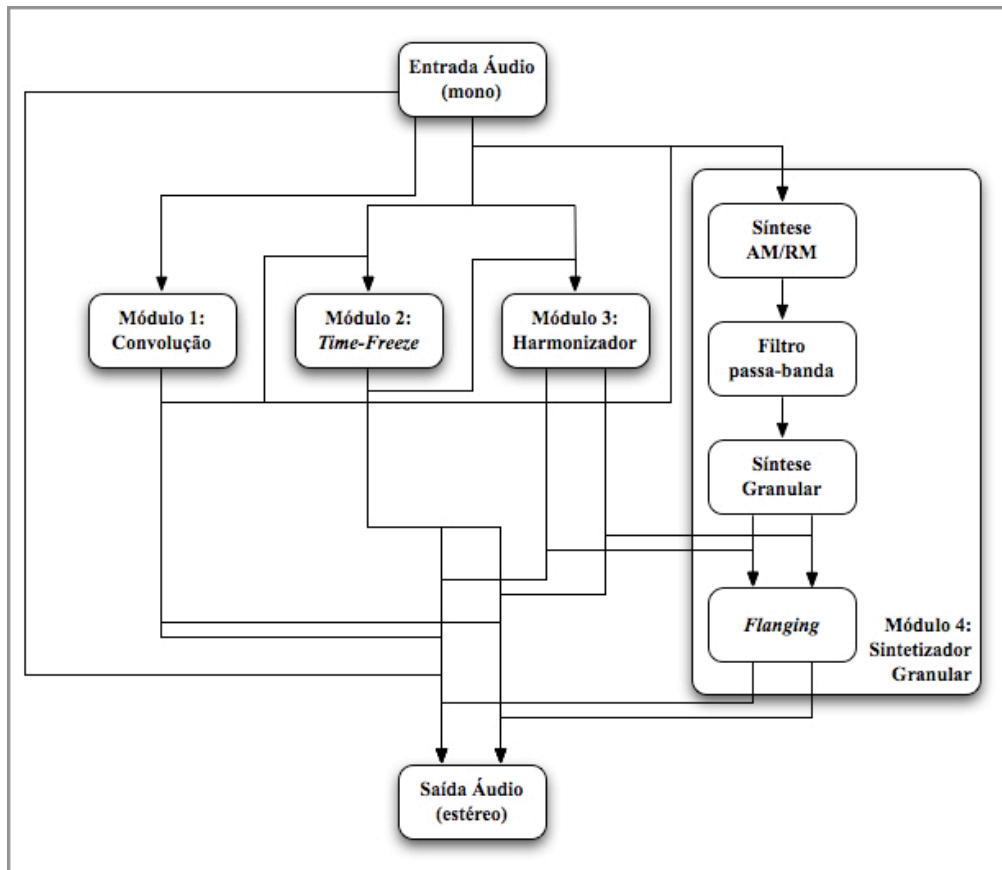 Entrada Áudio
(mono)
Síntese
AM/RM
Módulo 1:
Convolução
Módulo 2:
Time-Freeze
Módulo 3:
Harmonizador
Filtro
passa-banda
Síntese
Granular
Flanging
Módulo 4:
Sintetizador
Granular
Saída Áudio
(estéreo)